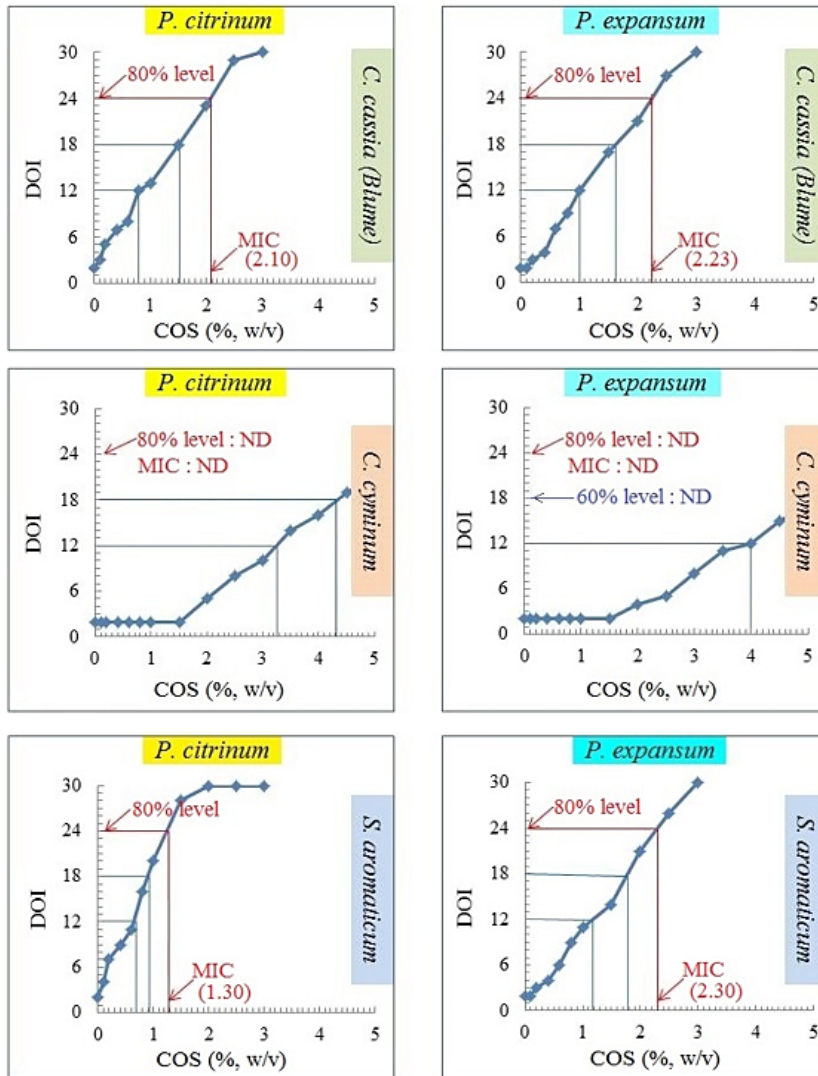 P. citrinum
30
24
18
12
6
0
DOI
80% level
MIC
(2.10)
0 1 2 3 4 5
COS (%, w/v)
C. cassia (Blume)
P. expansum
30
24
18
12
6
0
DOI
80% level
MIC
(2.23)
0 1 2 3 4 5
COS (%, w/v)
C. cassia (Blume)
P. citrinum
30
24
18
12
6
0
DOI
80% level : ND
MIC : ND
0 1 2 3 4 5
COS (%, w/v)
C. cyminum
P. expansum
30
24
18
12
6
0
DOI
80% level : ND
MIC : ND
60% level : ND
0 1 2 3 4 5
COS (%, w/v)
C. cyminum
P. citrinum
30
24
18
12
6
0
DOI
80% level
MIC
(1.30)
0 1 2 3 4 5
COS (%, w/v)
S. aromalicum
P. expansum
30
24
18
12
6
0
DOI
80% level
MIC
(2.30)
0 1 2 3 4 5
COS (%, w/v)
S. aromalicum